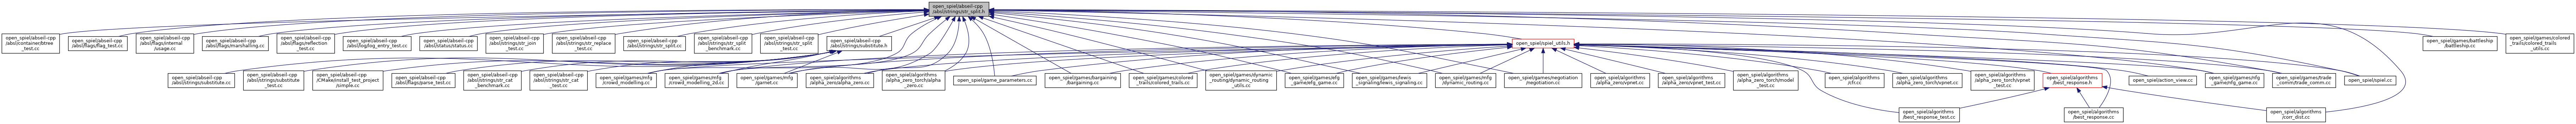 open_spiel/abseil-cpp
/absl/strings/str_split.h
open_spiel/abseil-cpp
/absl/container/btree
_test.cc
open_spiel/abseil-cpp
/absl/flags/flag_test.cc
open_spiel/abseil-cpp
/absl/flags/internal
/usage.cc
open_spiel/abseil-cpp
/absl/flags/marshalling.cc
open_spiel/abseil-cpp
/absl/flags/reflection
_test.cc
open_spiel/abseil-cpp
/absl/log/log_entry_test.cc
open_spiel/abseil-cpp
/absl/status/status.cc
open_spiel/abseil-cpp
/absl/strings/str_join
_test.cc
open_spiel/abseil-cpp
/absl/strings/str_replace
_test.cc
open_spiel/abseil-cpp
/absl/strings/str_split.cc
open_spiel/abseil-cpp
/absl/strings/str_split
_benchmark.cc
open_spiel/abseil-cpp
/absl/strings/str_split
_test.cc
open_spiel/abseil-cpp
/absl/strings/substitute.h
open_spiel/spiel_utils.h
open_spiel/games/battleship
/battleship.cc
open_spiel/games/colored
_trails/colored_trails
_utils.cc
open_spiel/abseil-cpp
/absl/strings/substitute.cc
open_spiel/abseil-cpp
/absl/strings/substitute
_test.cc
open_spiel/abseil-cpp
/CMake/install_test_project
/simple.cc
open_spiel/abseil-cpp
/absl/flags/parse_test.cc
open_spiel/abseil-cpp
/absl/strings/str_cat
_benchmark.cc
open_spiel/abseil-cpp
/absl/strings/str_cat
_test.cc
open_spiel/games/mfg
/crowd_modelling.cc
open_spiel/games/mfg
/crowd_modelling_2d.cc
open_spiel/games/mfg
/garnet.cc
open_spiel/algorithms
/alpha_zero/alpha_zero.cc
open_spiel/algorithms
/alpha_zero_torch/alpha
_zero.cc
open_spiel/game_parameters.cc
open_spiel/games/bargaining
/bargaining.cc
open_spiel/games/colored
_trails/colored_trails.cc
open_spiel/games/dynamic
_routing/dynamic_routing
_utils.cc
open_spiel/games/efg
_game/efg_game.cc
open_spiel/games/lewis
_signaling/lewis_signaling.cc
open_spiel/games/mfg
/dynamic_routing.cc
open_spiel/games/negotiation
/negotiation.cc
open_spiel/algorithms
/alpha_zero/vpnet.cc
open_spiel/algorithms
/alpha_zero/vpnet_test.cc
open_spiel/algorithms
/alpha_zero_torch/model
_test.cc
open_spiel/algorithms
/cfr.cc
open_spiel/algorithms
/alpha_zero_torch/vpnet.cc
open_spiel/algorithms
/alpha_zero_torch/vpnet
_test.cc
open_spiel/algorithms
/best_response.h
open_spiel/action_view.cc
open_spiel/games/nfg
_game/nfg_game.cc
open_spiel/games/trade
_comm/trade_comm.cc
open_spiel/spiel.cc
open_spiel/algorithms
/best_response_test.cc
open_spiel/algorithms
/best_response.cc
open_spiel/algorithms
/corr_dist.cc